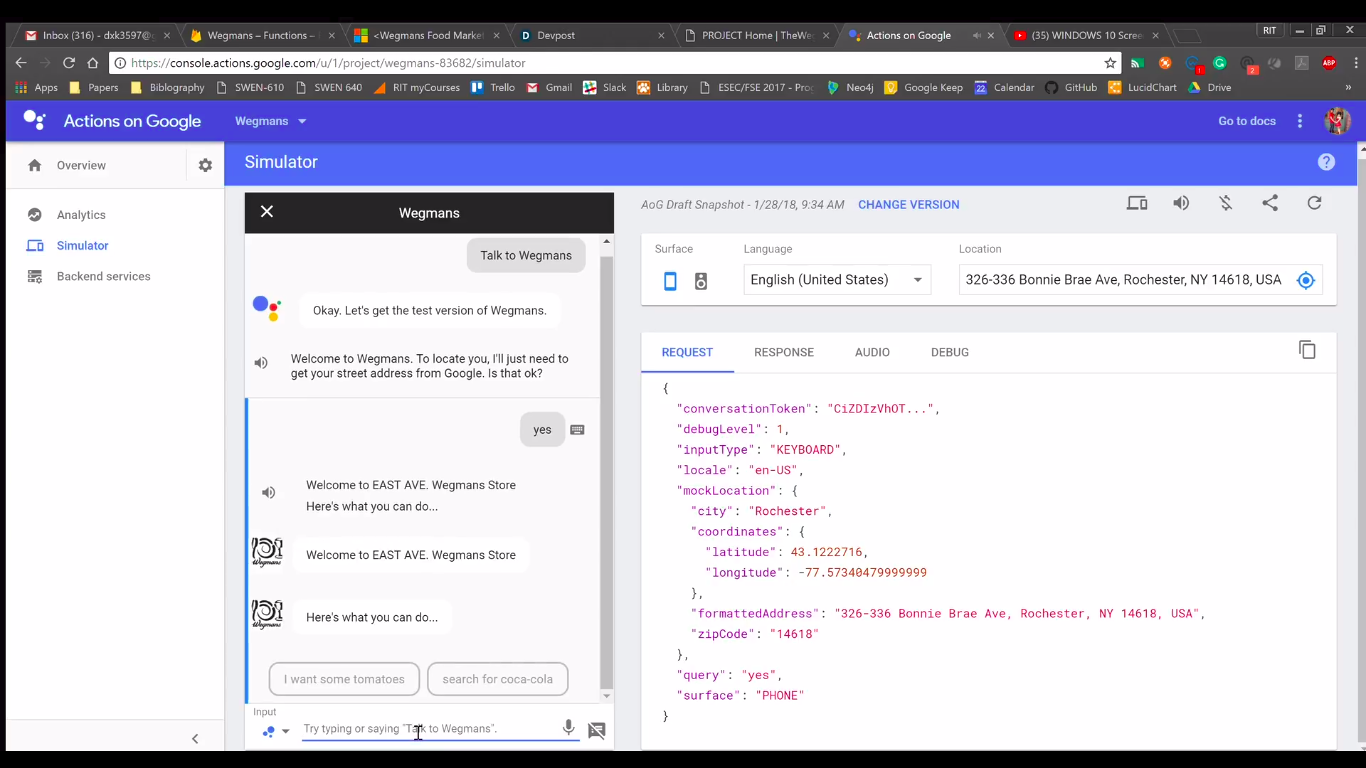 Inbox (316) - dxk3597@g
Wegmans – Functions –
<Wegmans Food Market
Devpost
PROJECT Home | TheWe
Actions on Google
(35) WINDOWS 10 Scree
RIT
https://console.actions.google.com/u/1/project/wegmans-83682/simulator
Apps
Papers
Biblography
SWEN-610
SWEN 640
RIT myCourses
Trello
Gmail
Slack
Library
ESEC/FSE 2017 - Prog
Neo4j
Google Keep
22 Calendar
GitHub
LucidChart
Drive
Actions on Google
Wegmans
Go to docs
Overview
Simulator
Analytics
Simulator
Backend services
Wegmans
Talk to Wegmans
Okay. Let's get the test version of Wegmans.
Welcome to Wegmans. To locate you, I'll just need to
get your street address from Google. Is that ok?
yes
Welcome to EAST AVE. Wegmans Store
Here's what you can do...
Wegmans
Welcome to EAST AVE. Wegmans Store
Wegmans
Here's what you can do...
I want some tomatoes
search for coca-cola
Input
Try typing or saying "Talk to Wegmans".
AoG Draft Snapshot - 1/28/18, 9:34 AM
CHANGE VERSION
Surface
Language
Location
English (United States)
326-336 Bonnie Brae Ave, Rochester, NY 14618, USA
REQUEST
RESPONSE
AUDIO
DEBUG
{
"conversationToken": "CiZDIzVhOT...",
"debugLevel": 1,
"inputType": "KEYBOARD",
"locale": "en-US",
"mockLocation": {
"city": "Rochester",
"coordinates": {
"latitude": 43.1222716,
"longitude": -77.57340479999999
},
"formattedAddress": "326-336 Bonnie Brae Ave, Rochester, NY 14618, USA",
"zipCode": "14618"
},
"query": "yes",
"surface": "PHONE"
}